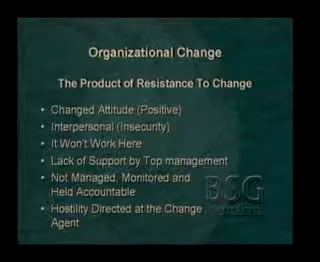 Organizational Change
The Product of Resistance To Change
• Changed Attitude (Positive)
• Interpersonal (Insecurity)
• It Won't Work Here
• Lack of Support by Top management
• Not Managed, Monitored and
Held Accountable
• Hostility Directed at the Change
Agent
BSG
International